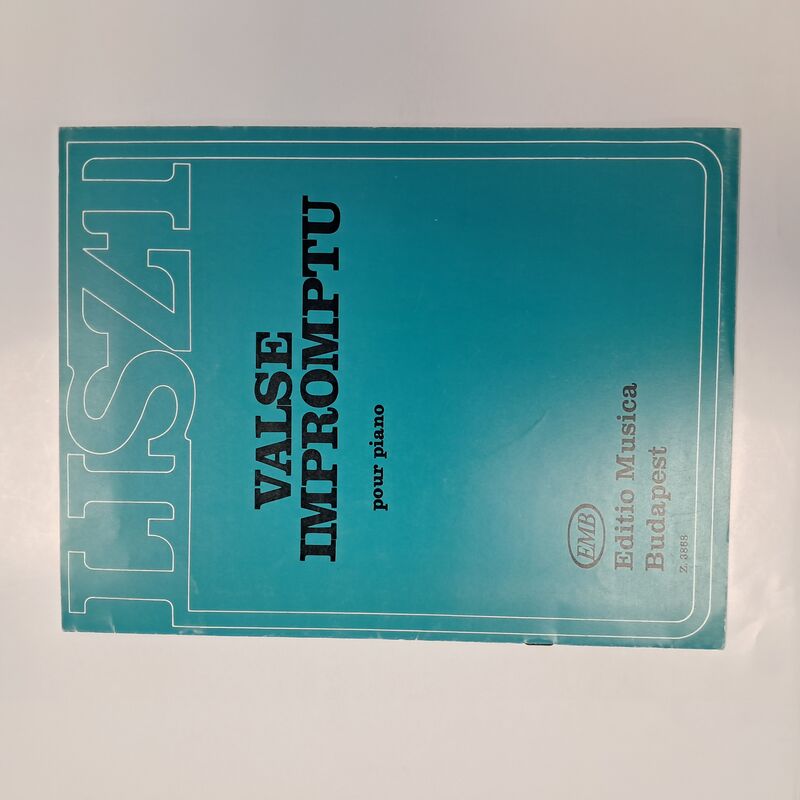 LISZT
VALSE
IMPROMPTU
pour piano
EMB
Editio Musica
Budapest
Z. 3868